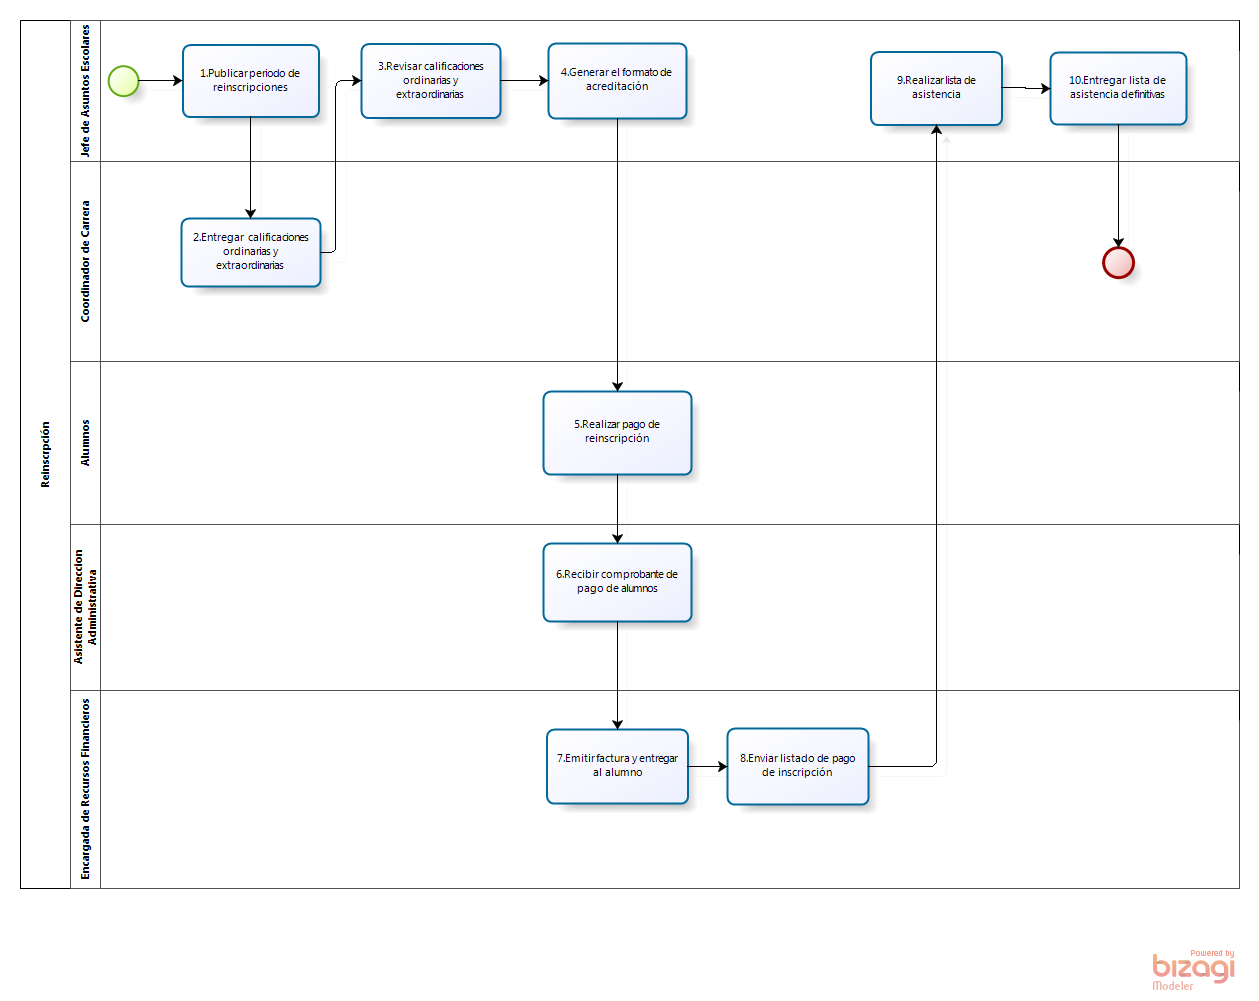 Reinscrpción
Jefe de Asuntos Escolares
1.Publicar periodo de
reinscripciones
3.Revisar calificaciones
ordinarias y
extraordinarias
4.Generar el formato de
acreditación
9.Realizar lista de
asistencia
10.Entregar lista de
asistencia definitivas
Coordinador de Carrera
2.Entregar calificaciones
ordinarias y
extraordinarias
Alumnos
5.Realizar pago de
reinscripción
Asistente de Direccion
Administrativa
6.Recibir comprobante de
pago de alumnos
Encargada de Recursos Financieros
7.Emitir factura y entregar
al alumno
8.Enviar listado de pago
de inscripción
Powered by
bizagi
Modeler